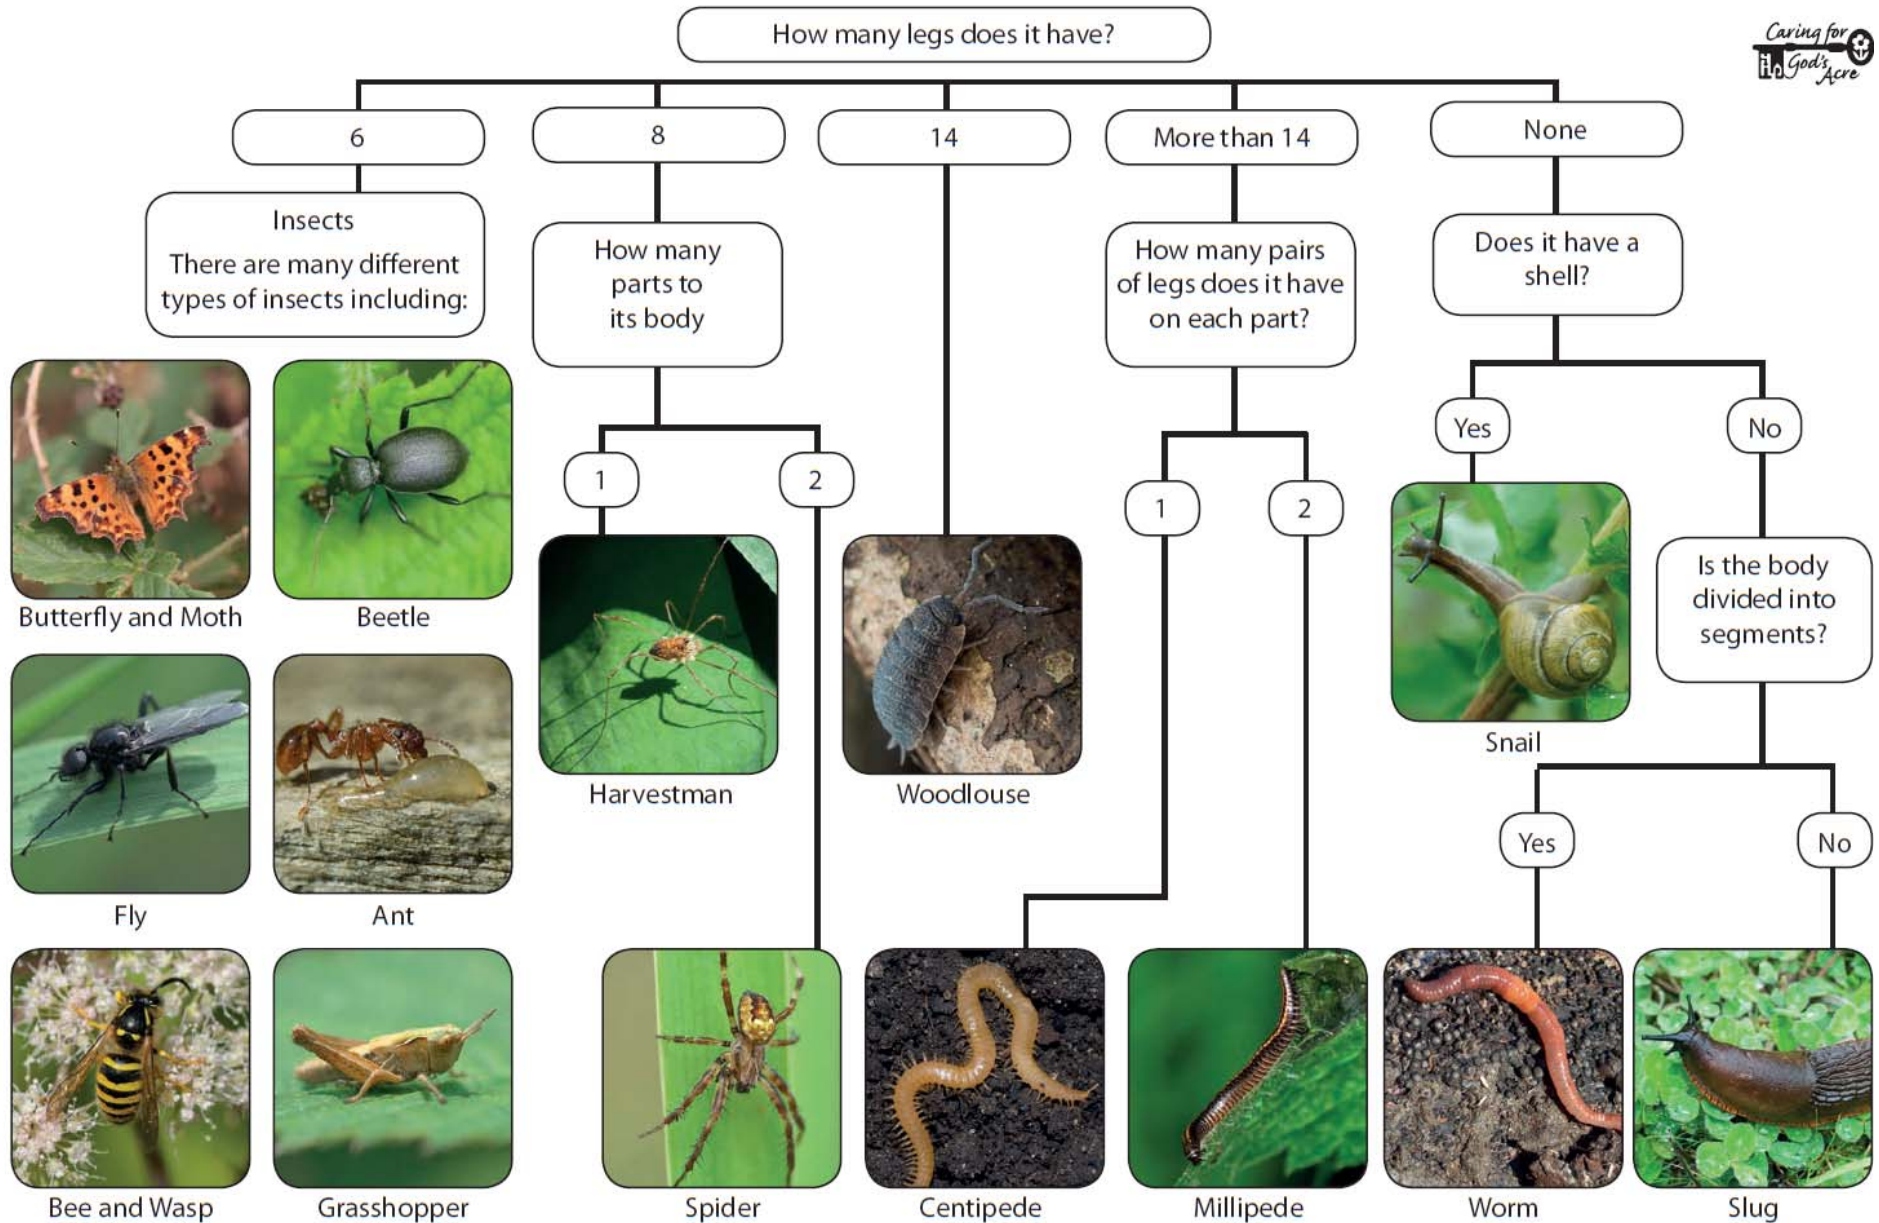 How many legs does it have?
Caring for
God's
Acre
6
8
14
More than 14
None
Insects
There are many different
types of insects including:
How many
parts to
its body
How many pairs
of legs does it have
on each part?
Does it have a
shell?
Yes
No
1
2
1
2
Is the body
divided into
segments?
Butterfly and Moth
Beetle
Snail
Harvestman
Woodlouse
Yes
No
Fly
Ant
Bee and Wasp
Grasshopper
Spider
Centipede
Millipede
Worm
Slug